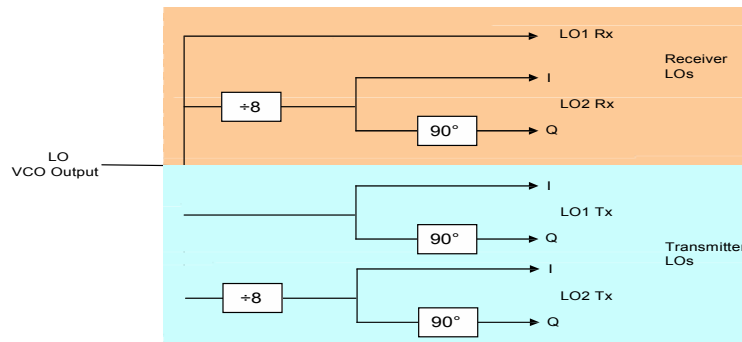 LO1 Rx
Receiver
LOs
I
÷8
LO2 Rx
90°
Q
LO
VCO Output
I
LO1 Tx
90°
Q
Transmitter
LOs
I
÷8
LO2 Tx
90°
Q